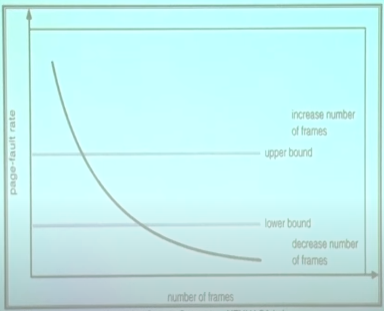 page-fault rate
increase number
of frames
upper bound
lower bound
decrease number
of frames
number of frames